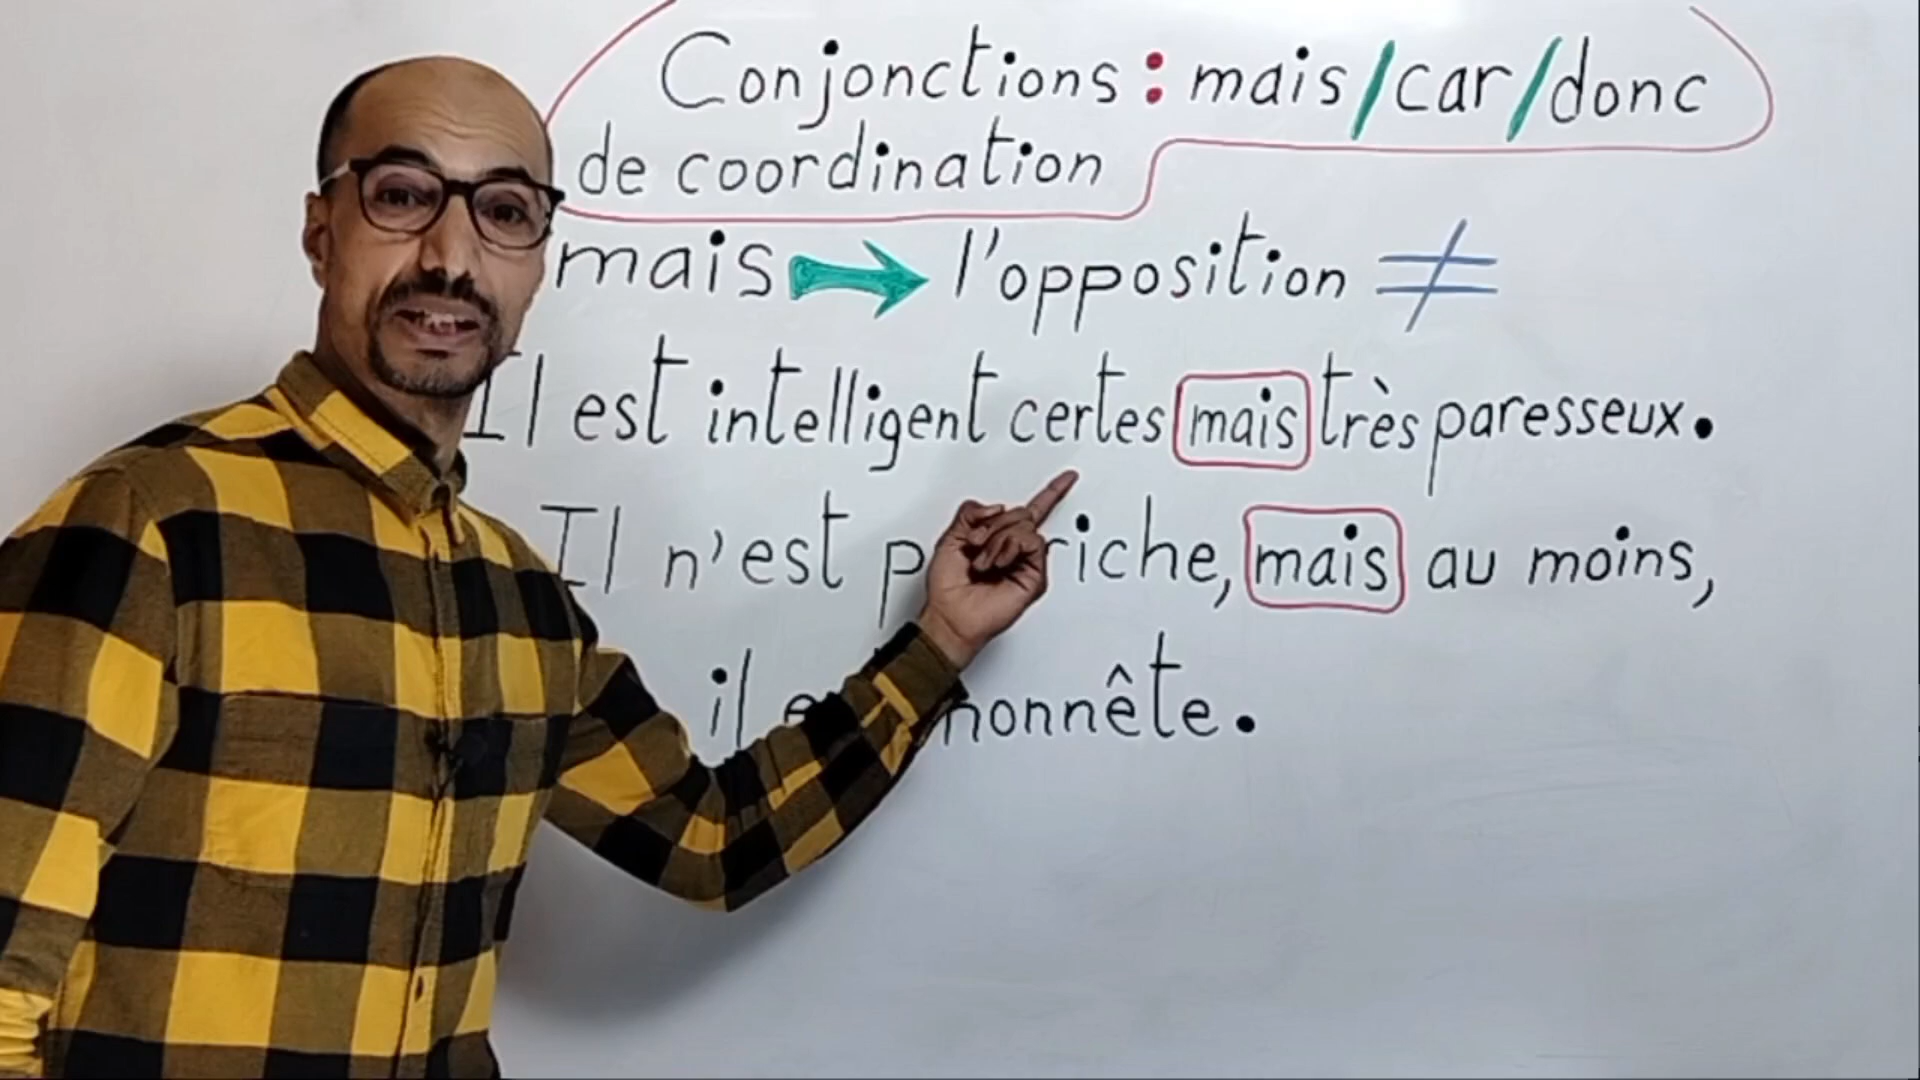 Conjonctions : mais/car/donc
de coordination
mais → l'opposition ≠
Il est intelligent certes mais très paresseux.
Il n'est riche, mais au moins,
il honnête.